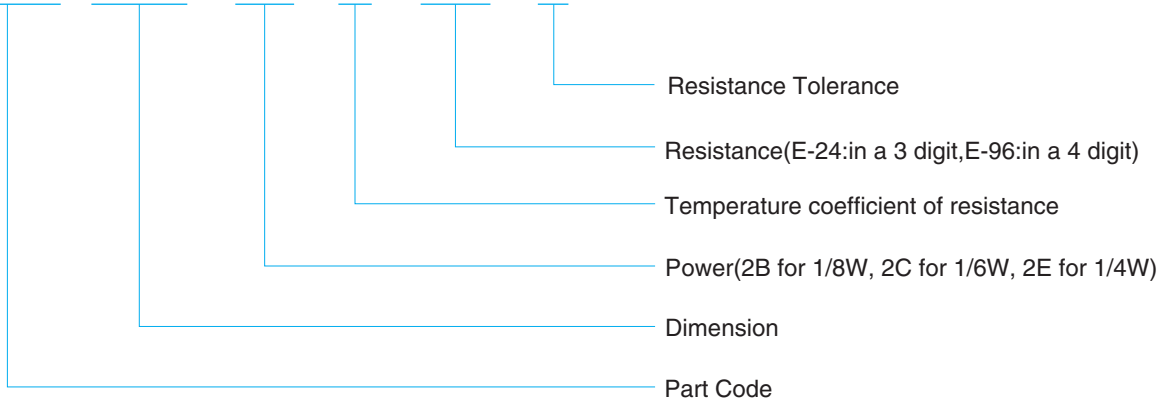 Resistance Tolerance
Resistance(E-24:in a 3 digit,E-96:in a 4 digit)
Temperature coefficient of resistance
Power(2B for 1/8W, 2C for 1/6W, 2E for 1/4W)
Dimension
Part Code